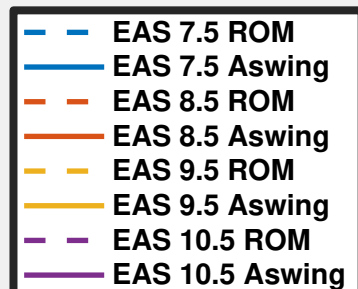 EAS 7.5 ROM
EAS 7.5 Aswing
EAS 8.5 ROM
EAS 8.5 Aswing
EAS 9.5 ROM
EAS 9.5 Aswing
EAS 10.5 ROM
EAS 10.5 Aswing